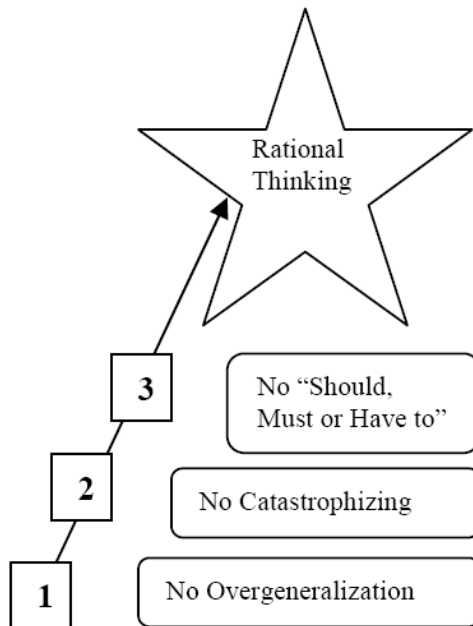 Rational
Thinking
3
No “Should,
Must or Have to”
2
No Catastrophizing
1
No Overgeneralization